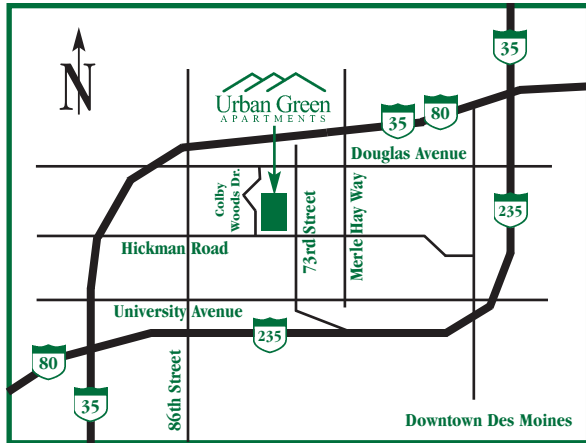 35
N
Urban Green
APARTMENTS
80
35
Douglas Avenue
Colby
Woods Dr.
73rd Street
Merle Hay Way
235
Hickman Road
University Avenue
235
80
35
86th Street
Downtown Des Moines